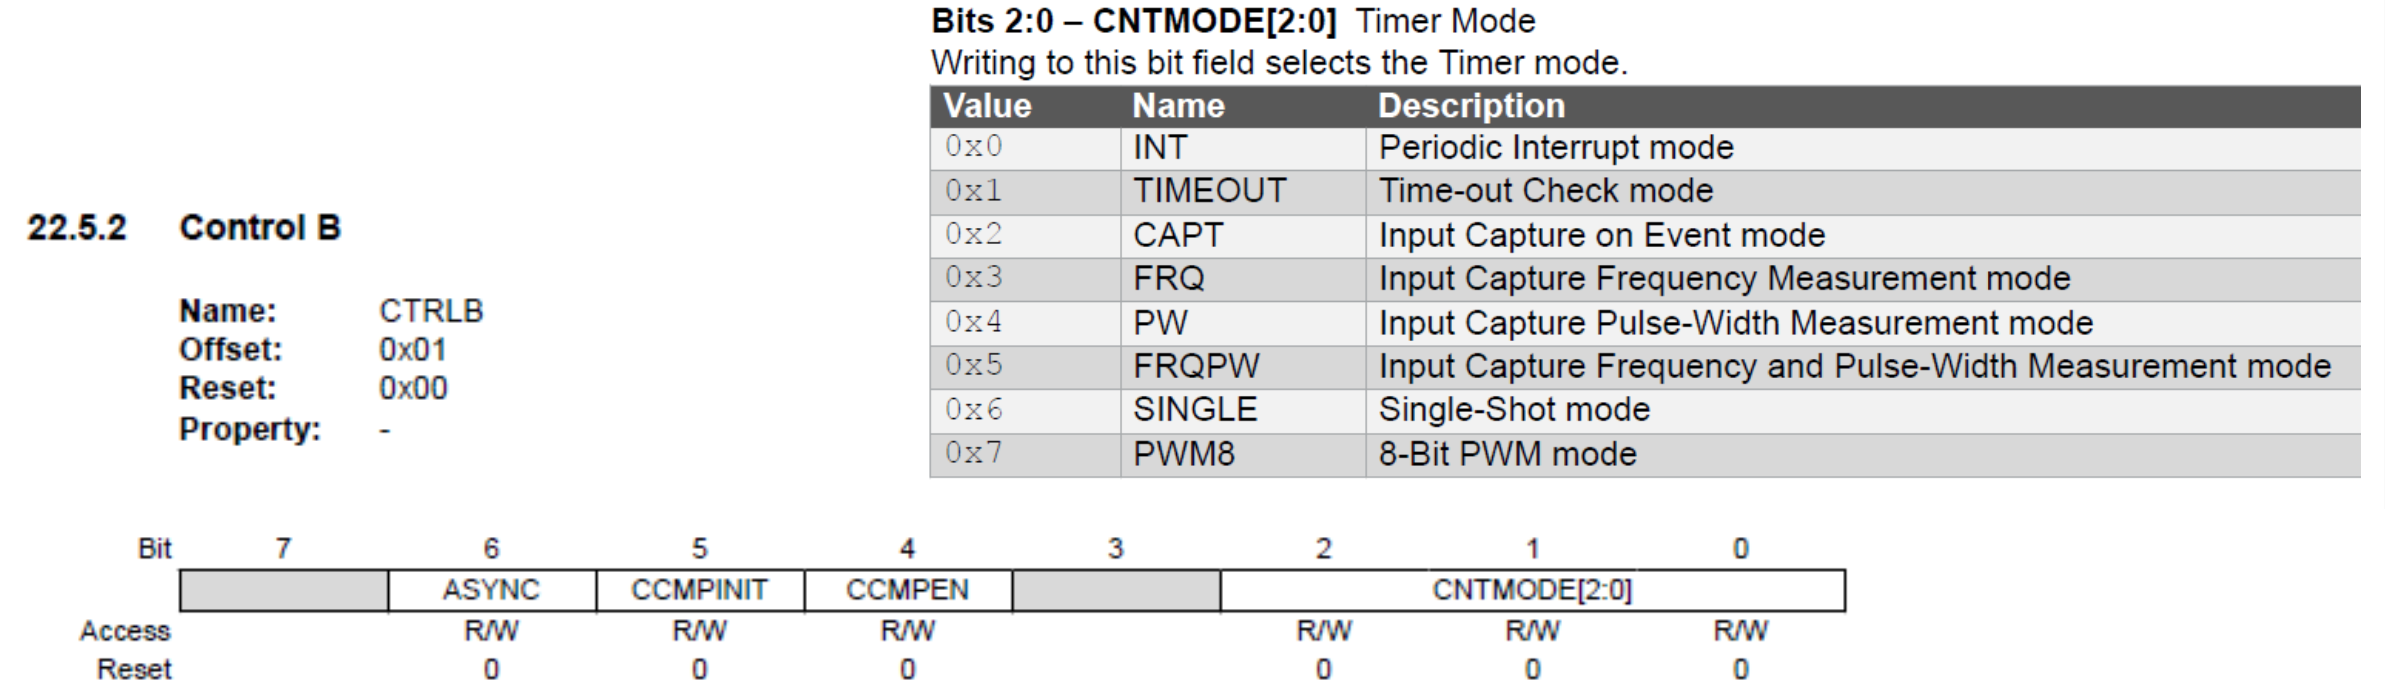 Bits 2:0 – CNTMODE[2:0] Timer Mode
Writing to this bit field selects the Timer mode.
Value Name Description
0x0 INT Periodic Interrupt mode
0x1 TIMEOUT Time-out Check mode
0x2 CAPT Input Capture on Event mode
0x3 FRQ Input Capture Frequency Measurement mode
0x4 PW Input Capture Pulse-Width Measurement mode
0x5 FRQPW Input Capture Frequency and Pulse-Width Measurement mode
0x6 SINGLE Single-Shot mode
0x7 PWM8 8-Bit PWM mode
22.5.2 Control B
Name: CTRLB
Offset: 0x01
Reset: 0x00
Property: -
Bit 7 6 5 4 3 2 1 0
ASYNC CCMPINIT CCMPEN CNTMODE[2:0]
Access R/W R/W R/W R/W R/W R/W
Reset 0 0 0 0 0 0